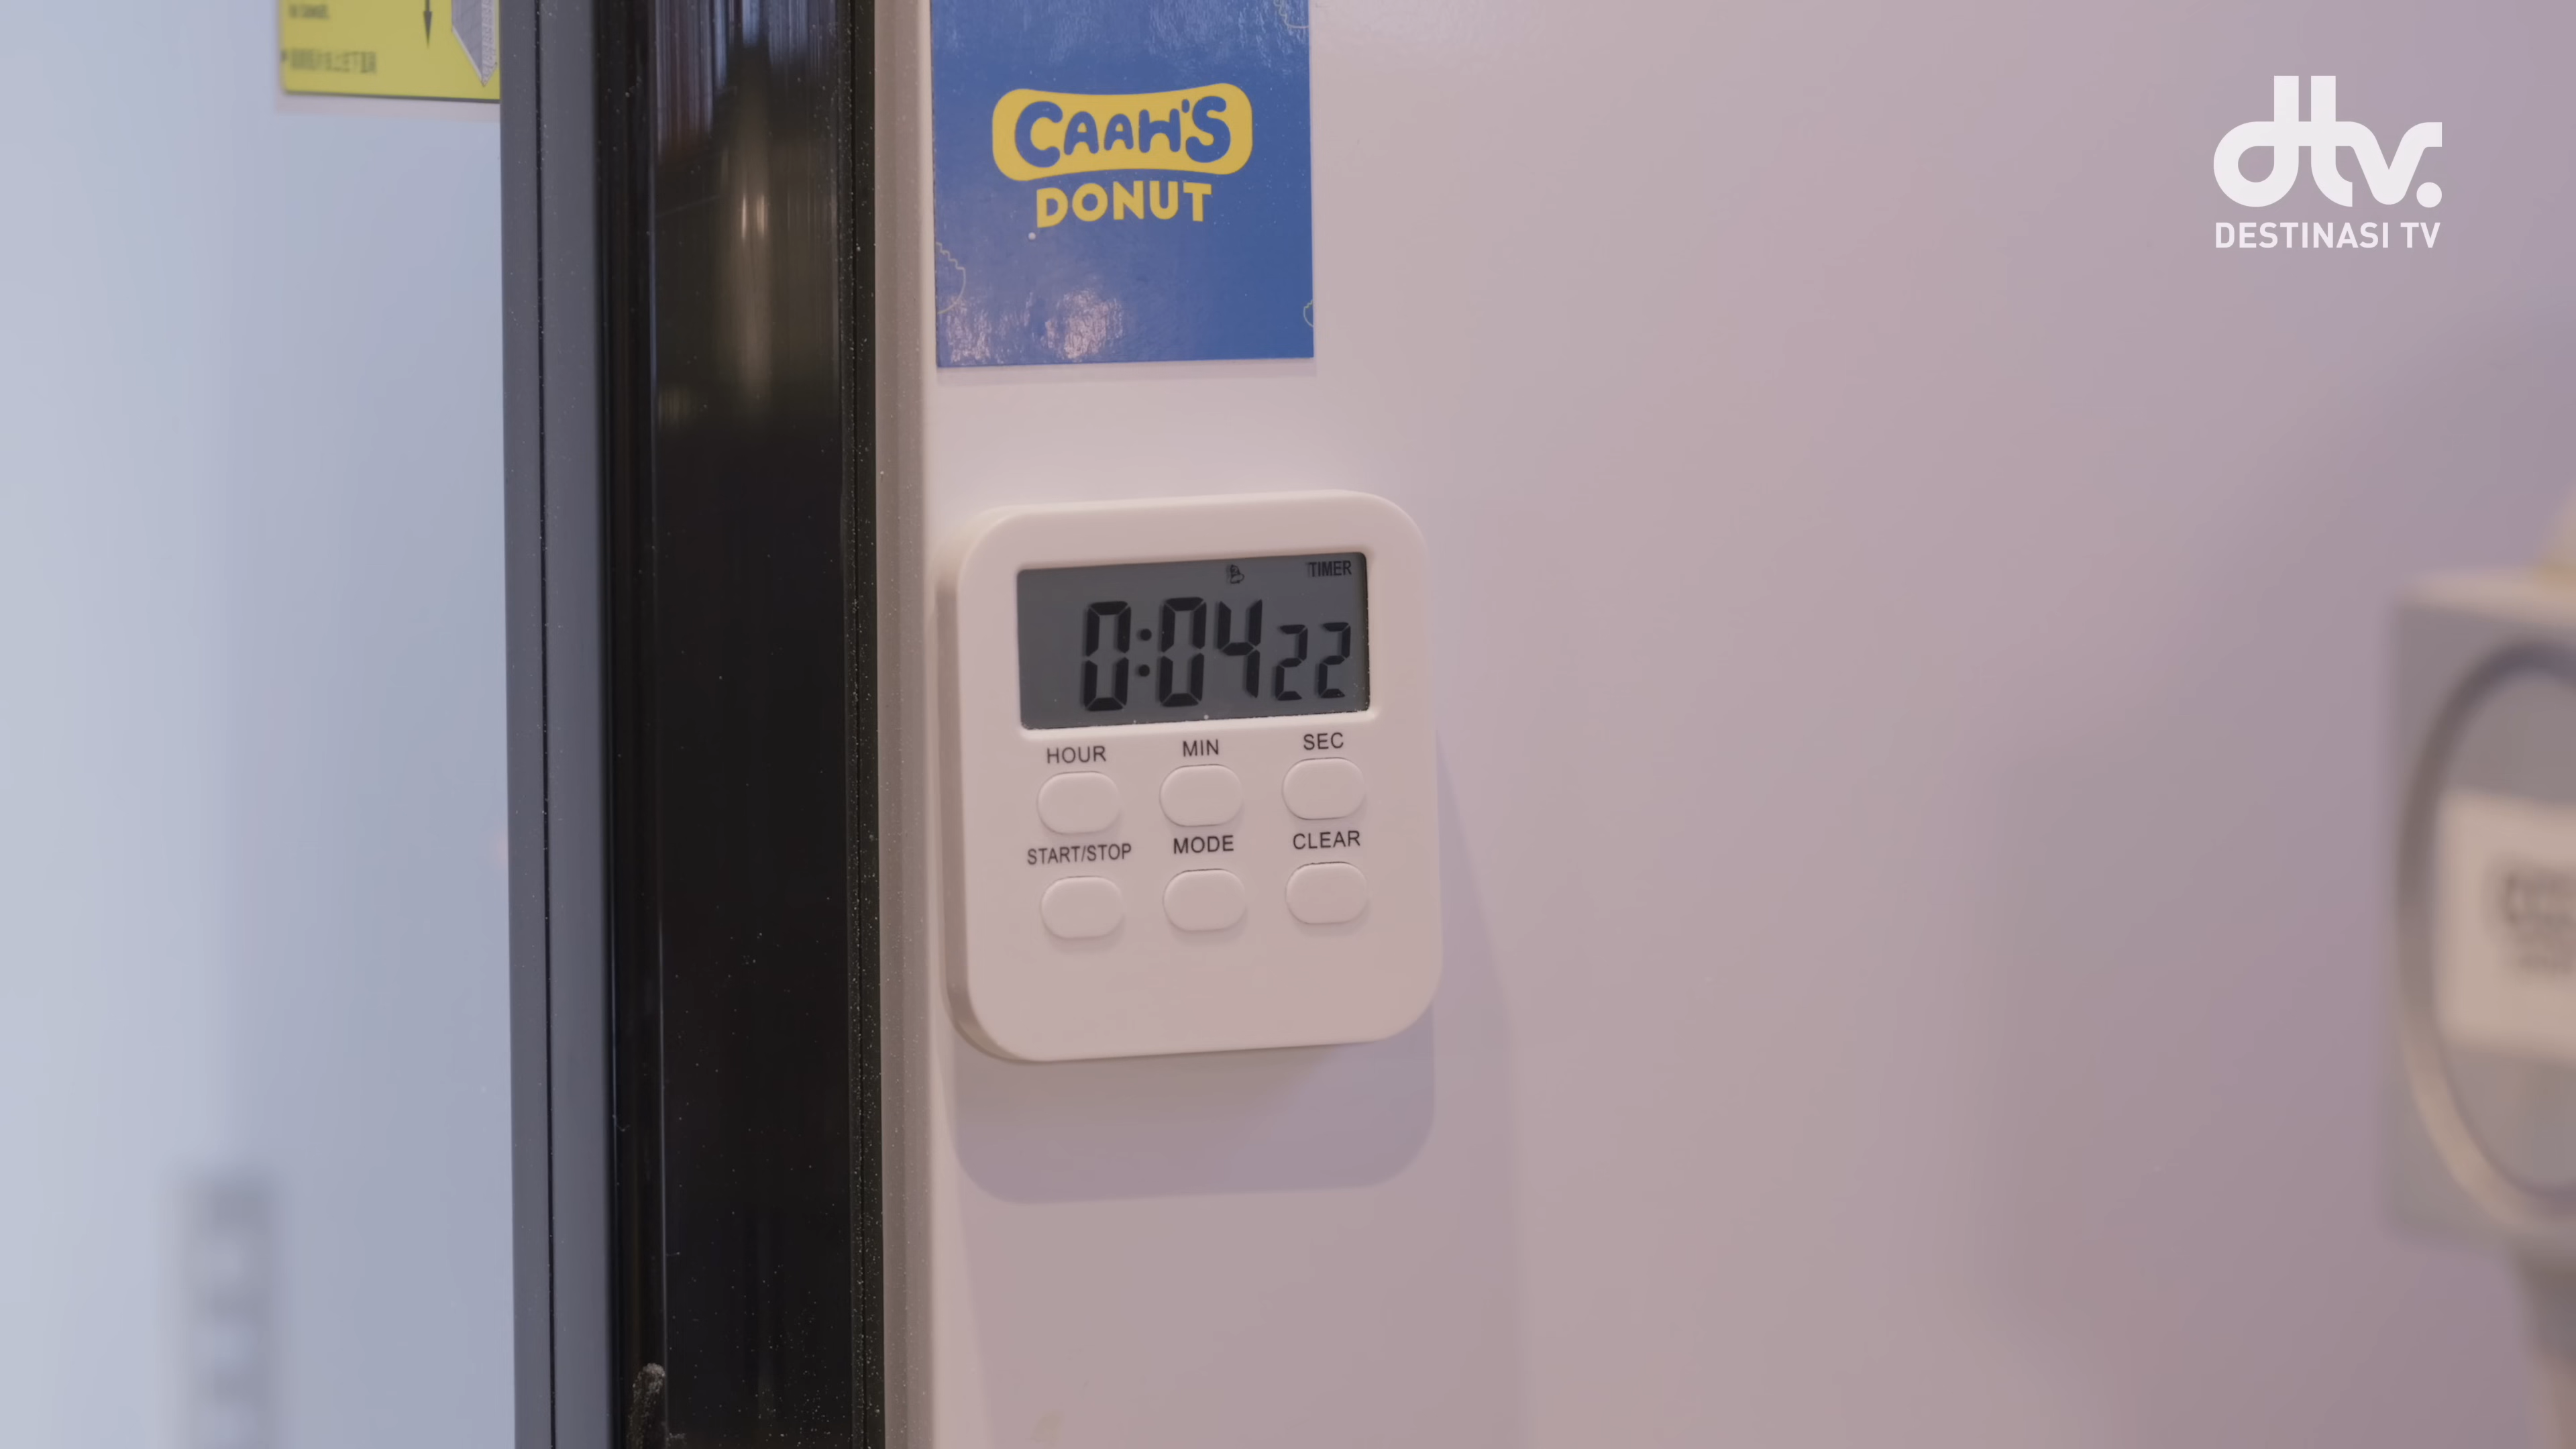 CAAH'S
DONUT
dtv.
DESTINASI TV
TIMER
0:04 22
HOUR MIN SEC
START/STOP MODE CLEAR